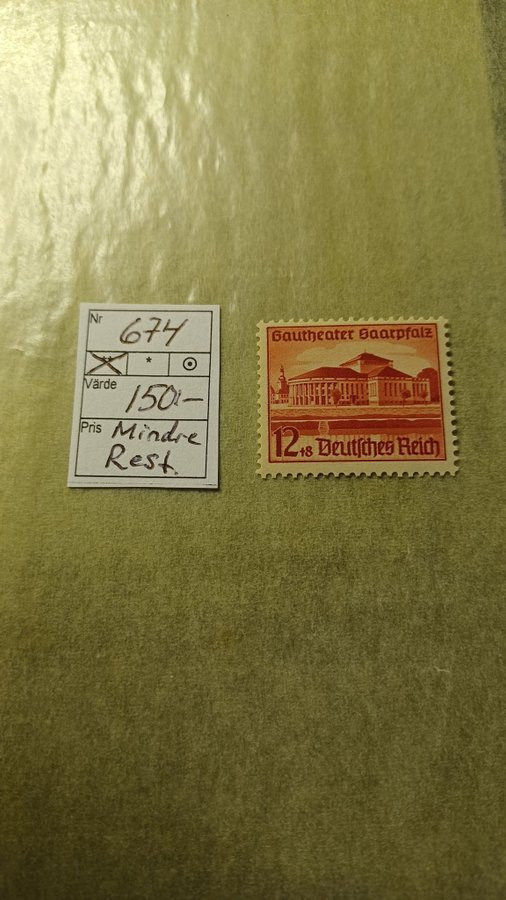 Nr 674
*
Värde 150:-
Pris Mindre
Rest.
Gautheater Saarpfalz
12+8 Deutsches Reich